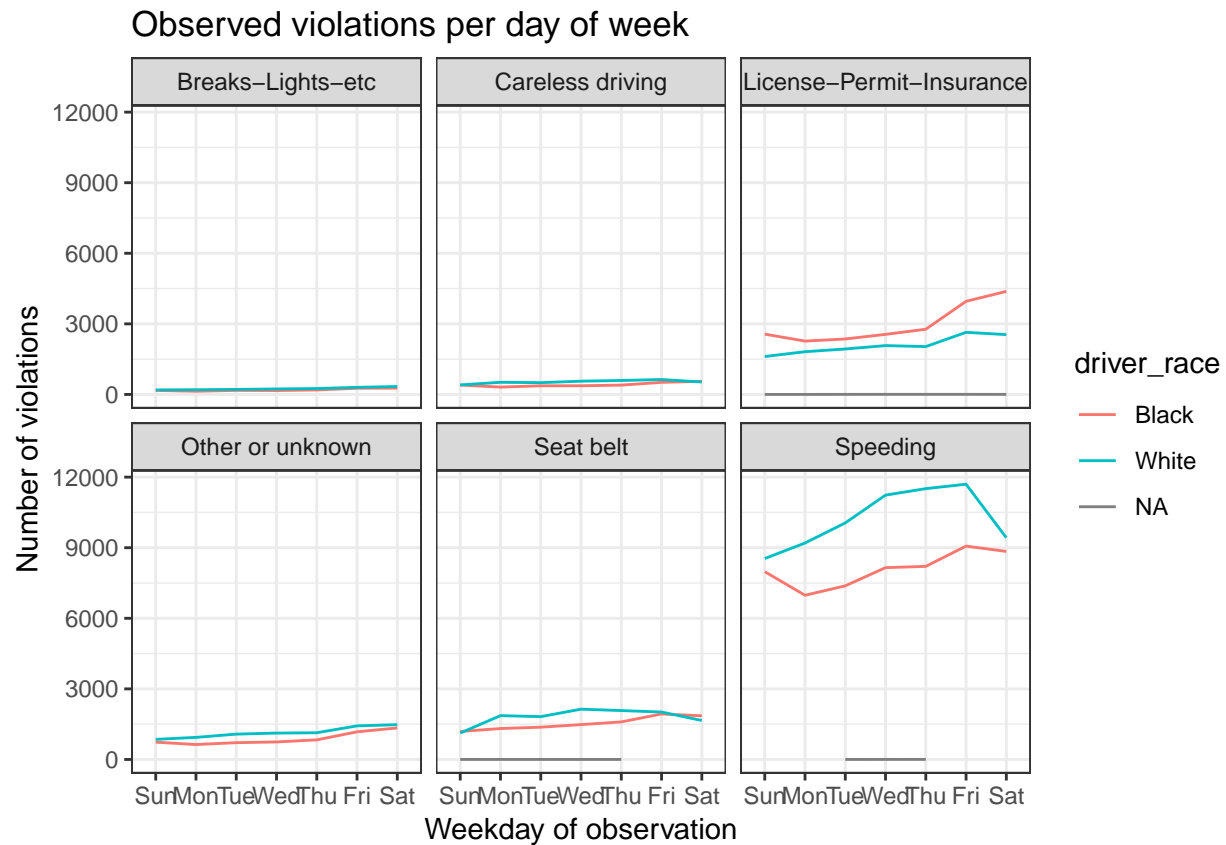 Observed violations per day of week
Breaks−Lights−etc
Careless driving
License−Permit−Insurance
12000
9000
6000
3000
0
Other or unknown
Seat belt
Speeding
12000
9000
6000
3000
0
Sun Mon Tue Wed Thu Fri Sat
Sun Mon Tue Wed Thu Fri Sat
Sun Mon Tue Wed Thu Fri Sat
Weekday of observation
Number of violations
driver_race
Black
White
NA